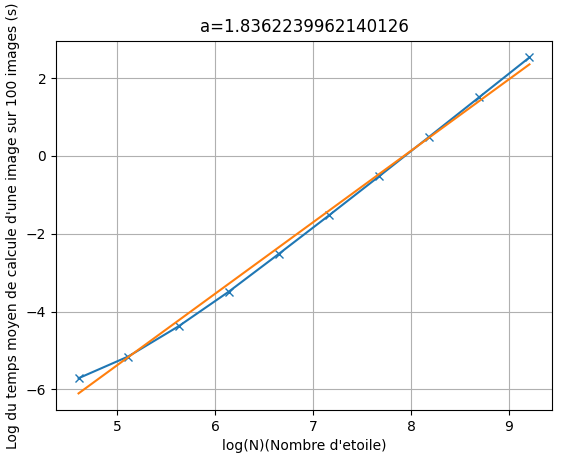 a=1.8362239962140126
Log du temps moyen de calcule d'une image sur 100 images (s)
2
0
−2
−4
−6
5 6 7 8 9
log(N)(Nombre d'etoile)